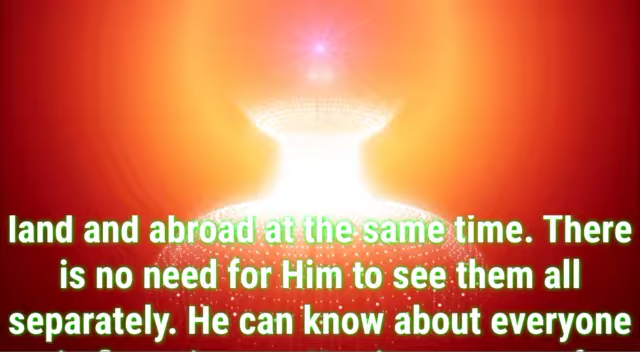 land and abroad at the same time. There
is no need for Him to see them all
separately. He can know about everyone